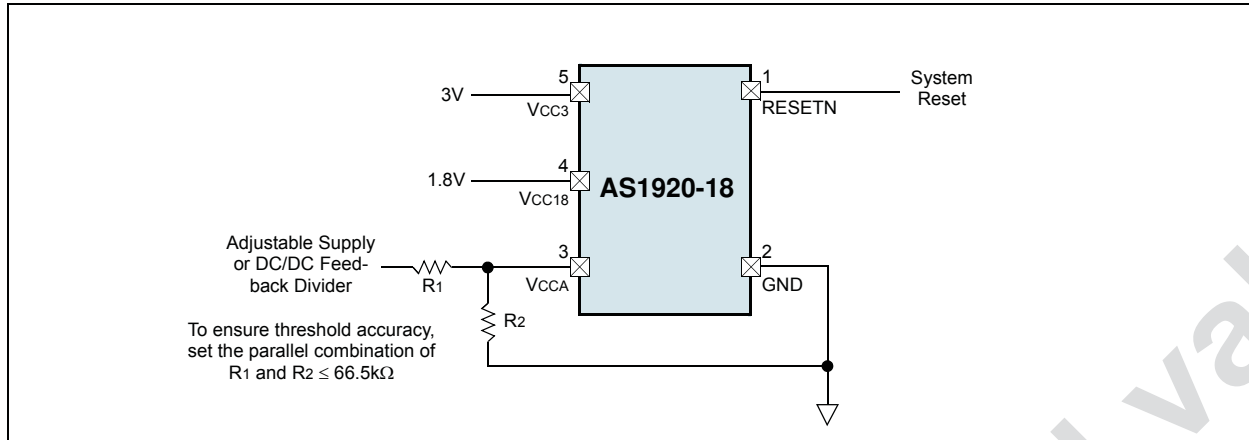 5
1
System
Reset
3V
VCC3
RESETN
4
1.8V
AS1920-18
VCC18
Adjustable Supply
or DC/DC Feed-
back Divider
3
2
R1
VCCA
GND
R2
To ensure threshold accuracy,
set the parallel combination of
R1 and R2 ≤ 66.5kΩ